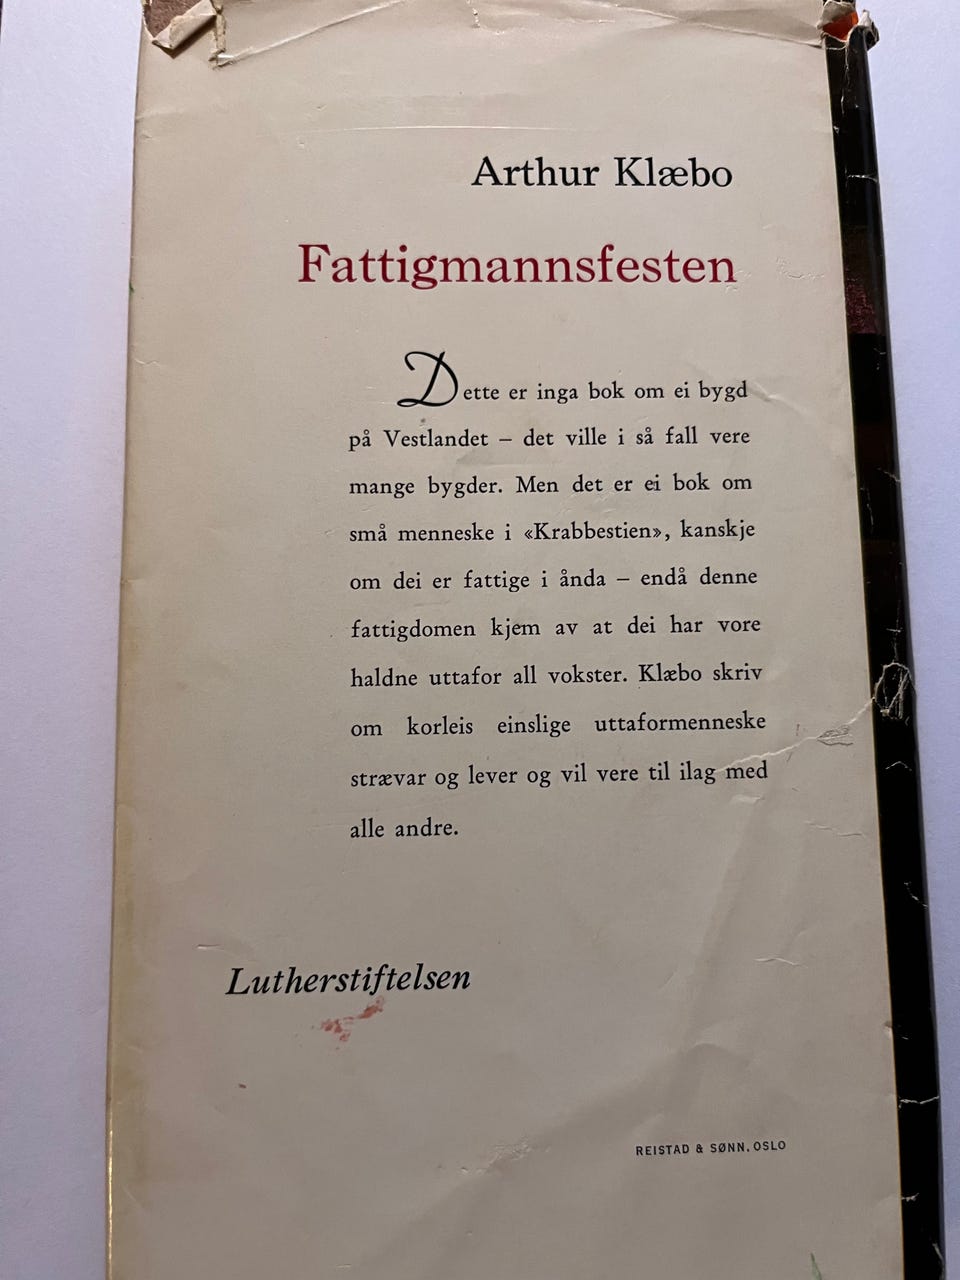 Arthur Klæbo
Fattigmannsfesten
Dette er inga bok om ei bygd
på Vestlandet – det ville i så fall vere
mange bygder. Men det er ei bok om
små menneske i «Krabbestien», kanskje
om dei er fattige i ånda – endå denne
fattigdomen kjem av at dei har vore
haldne uttafor all vokster. Klæbo skriv
om korleis einslige uttaformenneske
strævar og lever og vil vere til ilag med
alle andre.
Lutherstiftelsen
REISTAD & SØNN, OSLO